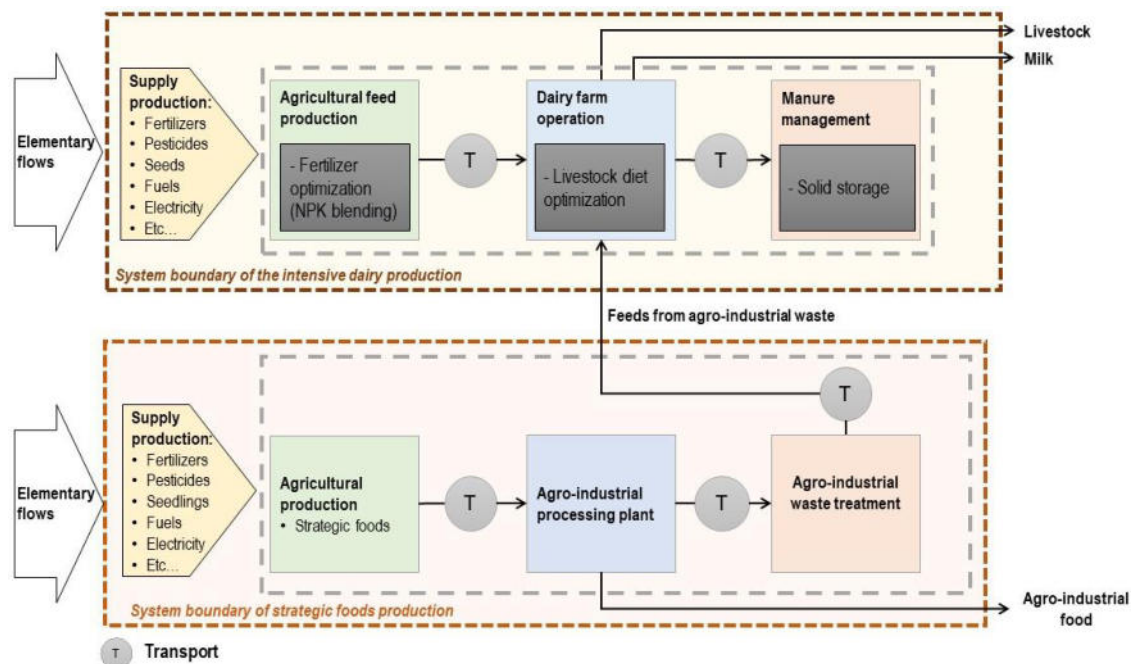 Livestock
Milk
Elementary
flows
Supply
production:
• Fertilizers
• Pesticides
• Seeds
• Fuels
• Electricity
• Etc...
Agricultural feed
production
- Fertilizer
optimization
(NPK blending)
T
Dairy farm
operation
- Livestock diet
optimization
T
Manure
management
- Solid storage
System boundary of the intensive dairy production
Feeds from agro-industrial waste
T
Elementary
flows
Supply
production:
• Fertilizers
• Pesticides
• Seedlings
• Fuels
• Electricity
• Etc...
Agricultural
production
• Strategic foods
T
Agro-industrial
processing plant
T
Agro-industrial
waste treatment
System boundary of strategic foods production
Agro-industrial
food
T Transport